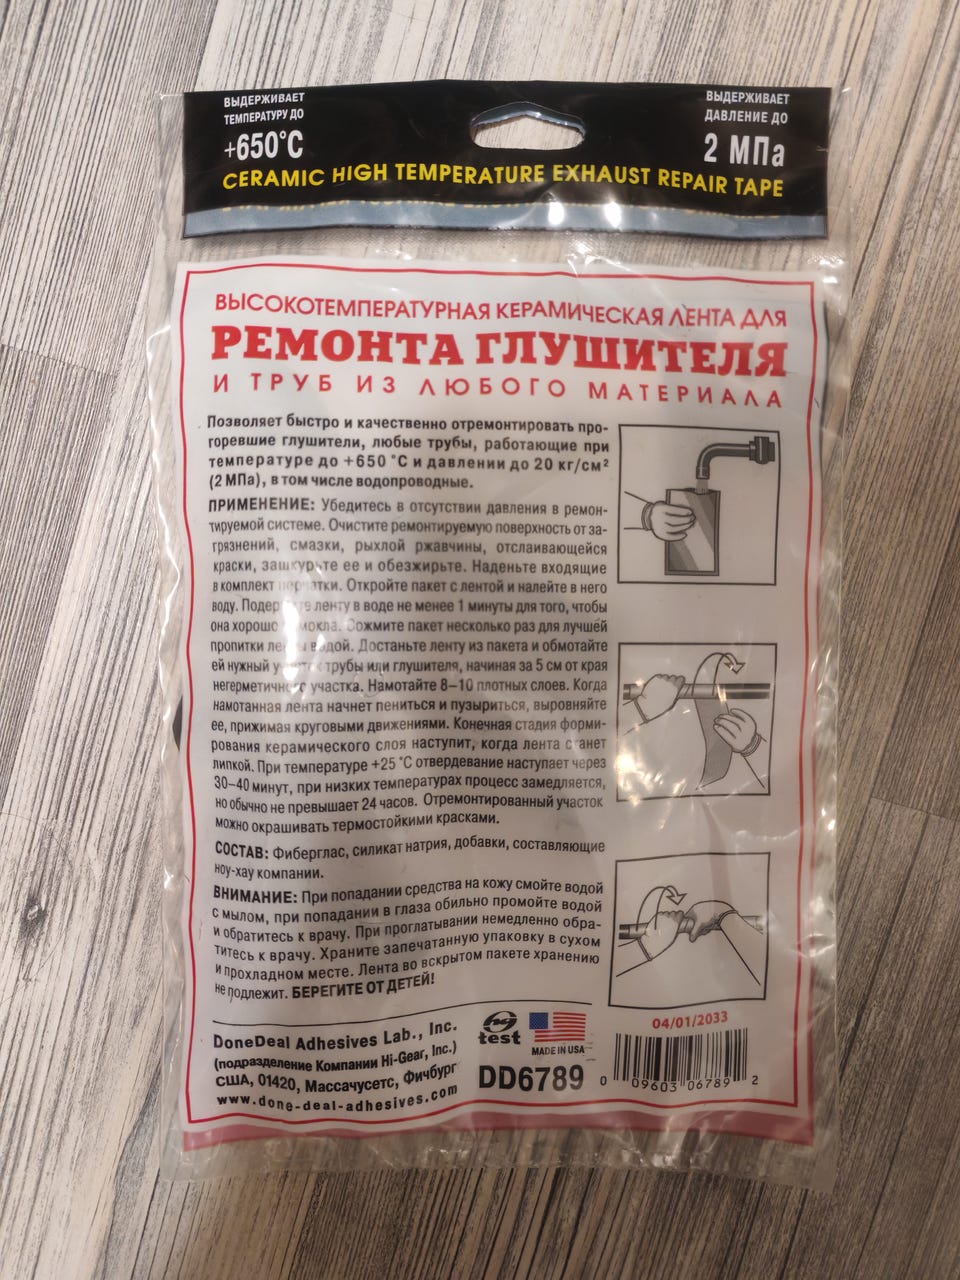 ВЫДЕРЖИВАЕТ
ТЕМПЕРАТУРУ ДО
+650°С
ВЫДЕРЖИВАЕТ
ДАВЛЕНИЕ ДО
2 МПа
CERAMIC HIGH TEMPERATURE EXHAUST REPAIR TAPE
ВЫСОКОТЕМПЕРАТУРНАЯ КЕРАМИЧЕСКАЯ ЛЕНТА ДЛЯ
РЕМОНТА ГЛУШИТЕЛЯ
И ТРУБ ИЗ ЛЮБОГО МАТЕРИАЛА
Позволяет быстро и качественно отремонтировать про-
горевшие глушители, любые трубы, работающие при
температуре до +650 °С и давлении до 20 кг/см²
(2 МПа), в том числе водопроводные.
ПРИМЕНЕНИЕ: Убедитесь в отсутствии давления в ремон-
тируемой системе. Очистите ремонтируемую поверхность от за-
грязнений, смазки, рыхлой ржавчины, отслаивающейся
краски, зашкурьте ее и обезжирьте. Наденьте входящие
в комплект перчатки. Откройте пакет с лентой и налейте в него
воду. Подержите ленту в воде не менее 1 минуты для того, чтобы
она хорошо Сожмите пакет несколько раз для лучшей
пропитки ленты водой. Достаньте ленту из пакета и обмотайте
ей нужный участок трубы или глушителя, начиная за 5 см от края
негерметичного участка. Намотайте 8–10 плотных слоев. Когда
намотанная лента начнет пениться и пузыриться, выровняйте
ее, прижимая круговыми движениями. Конечная стадия форми-
рования керамического слоя наступит, когда лента станет
липкой. При температуре +25 °С отвердевание наступает через
30–40 минут, при низких температурах процесс замедляется,
но обычно не превышает 24 часов. Отремонтированный участок
можно окрашивать термостойкими красками.
СОСТАВ: Фиберглас, силикат натрия, добавки, составляющие
ноу-хау компании.
ВНИМАНИЕ: При попадании средства на кожу смойте водой
с мылом, при попадании в глаза обильно промойте водой
и обратитесь к врачу. При проглатывании немедленно обра-
титесь к врачу. Храните запечатанную упаковку в сухом
и прохладном месте. Лента во вскрытом пакете хранению
не подлежит. БЕРЕГИТЕ ОТ ДЕТЕЙ!
DoneDeal Adhesives Lab., Inc.
(подразделение Компании Hi-Gear, Inc.)
США, 01420, Массачусетс, Фичбург
www.done-deal-adhesives.com
hg
test
MADE IN USA
DD6789
04/01/2033
0 09603 06789 2